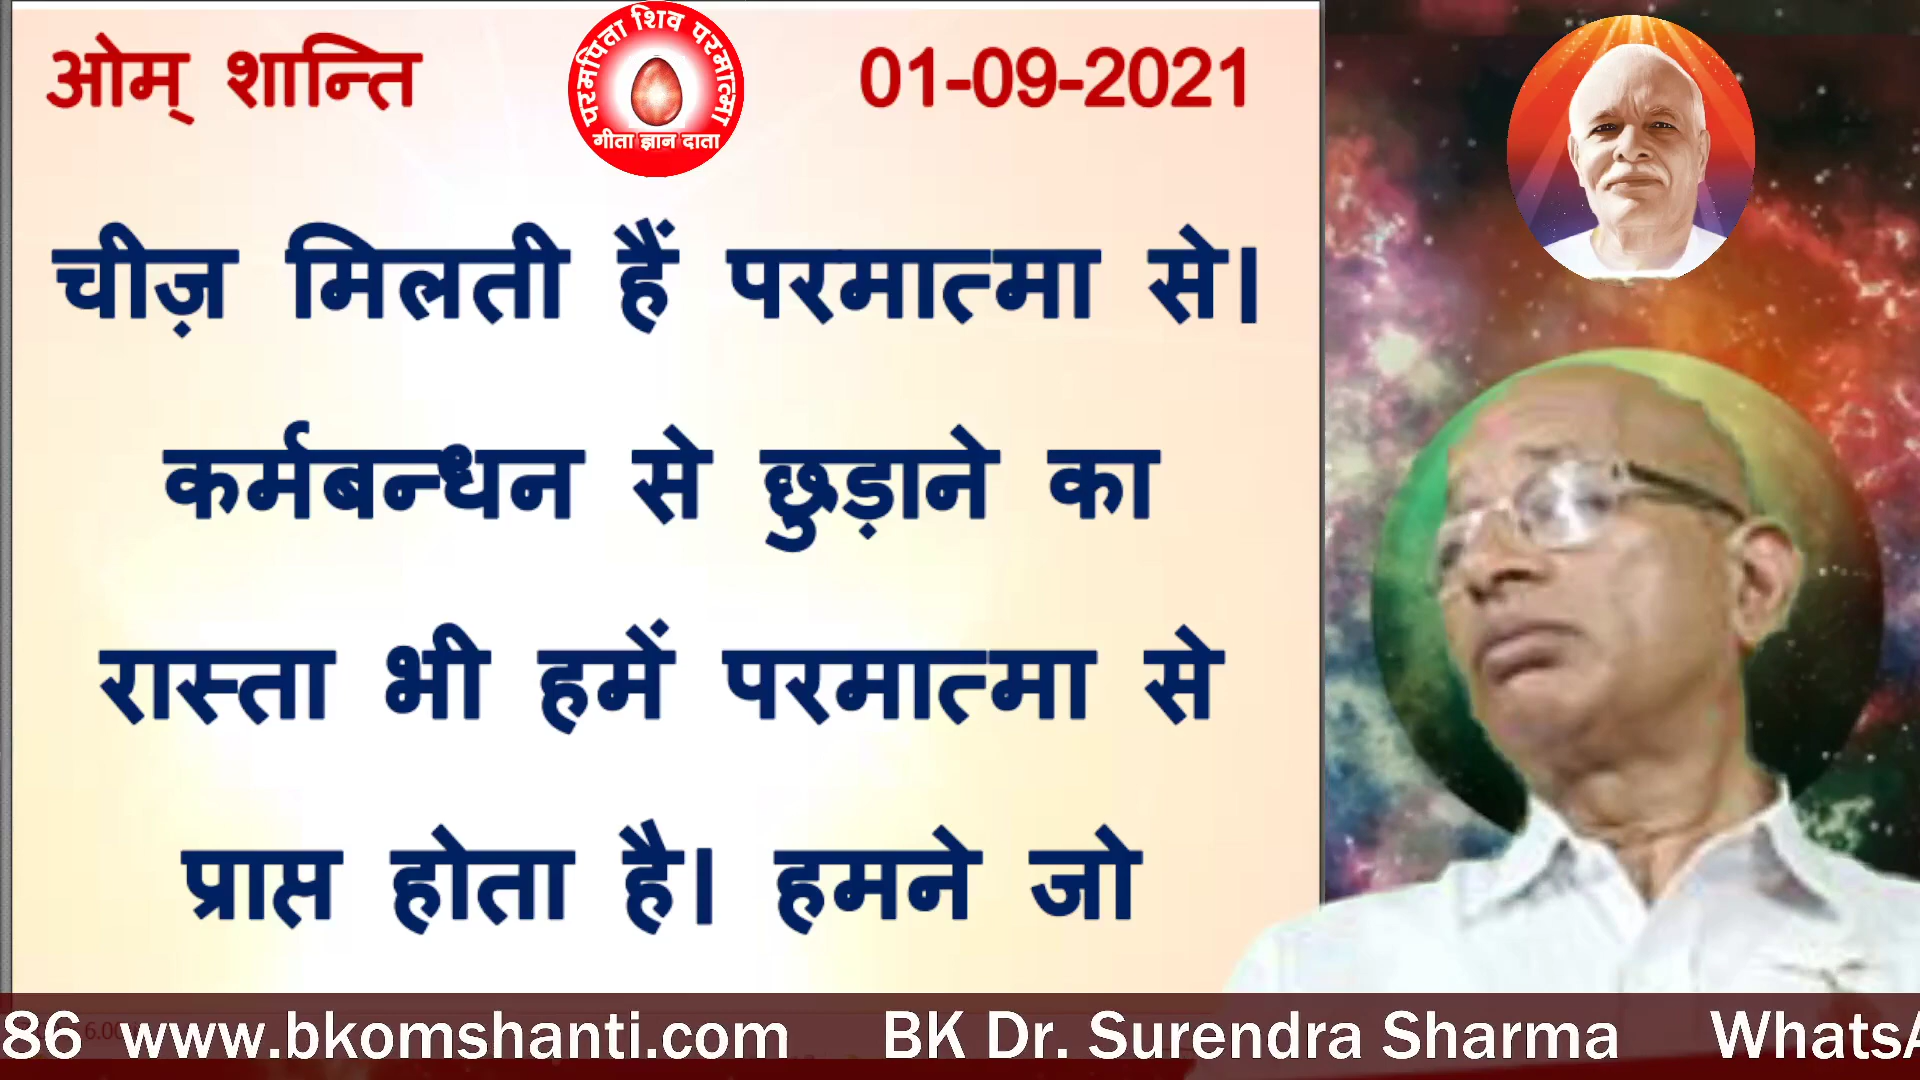 ओम् शान्ति
परमपिता शिव परमात्मा
गीता ज्ञान दाता
01-09-2021
चीज़ मिलती हैं परमात्मा से।
कर्मबन्धन से छुड़ाने का
रास्ता भी हमें परमात्मा से
प्राप्त होता है। हमने जो
86 www.bkomshanti.com BK Dr. Surendra Sharma WhatsA